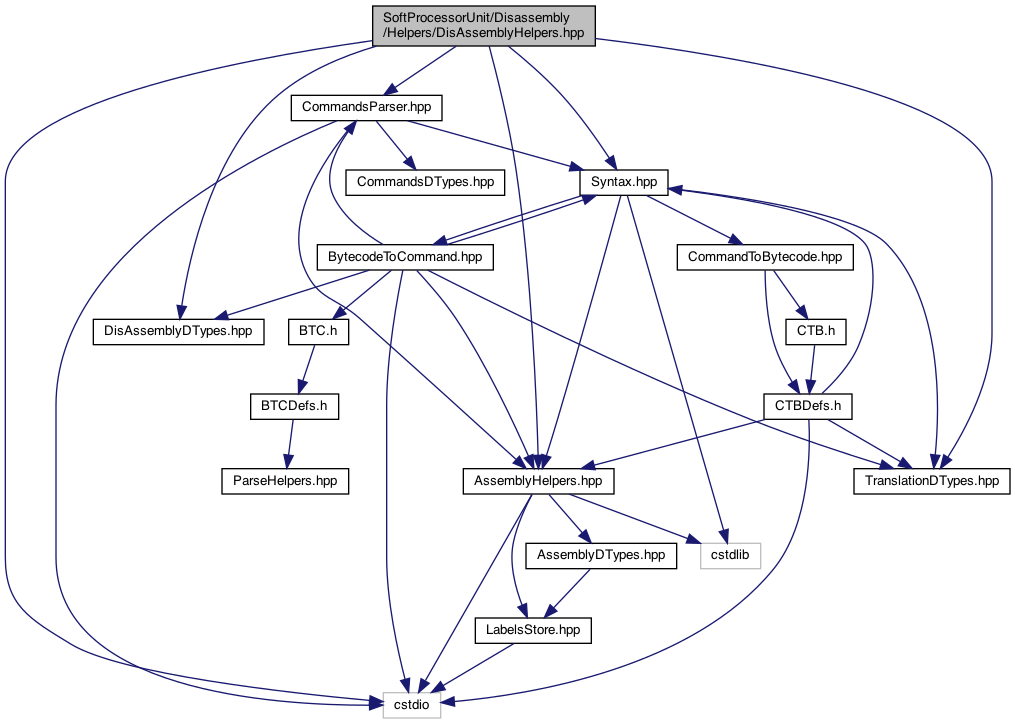 SoftProcessorUnit/Disassembly
/Helpers/DisAssemblyHelpers.hpp
CommandsParser.hpp
CommandsDTypes.hpp
Syntax.hpp
BytecodeToCommand.hpp
CommandToBytecode.hpp
DisAssemblyDTypes.hpp
BTC.h
CTB.h
BTCDefs.h
CTBDefs.h
ParseHelpers.hpp
AssemblyHelpers.hpp
TranslationDTypes.hpp
AssemblyDTypes.hpp
cstdlib
LabelsStore.hpp
cstdio